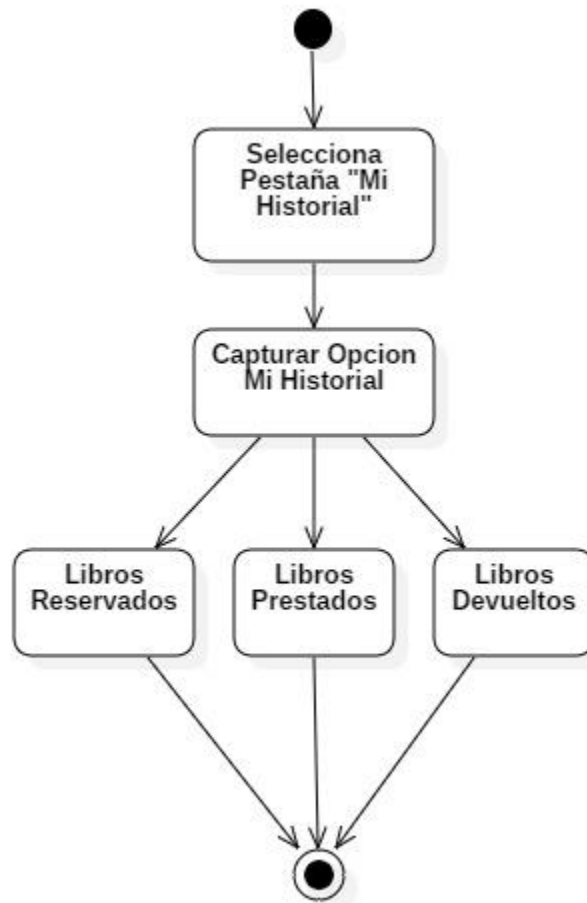 Selecciona
Pestaña "Mi
Historial"
Capturar Opcion
Mi Historial
Libros
Reservados
Libros
Prestados
Libros
Devueltos